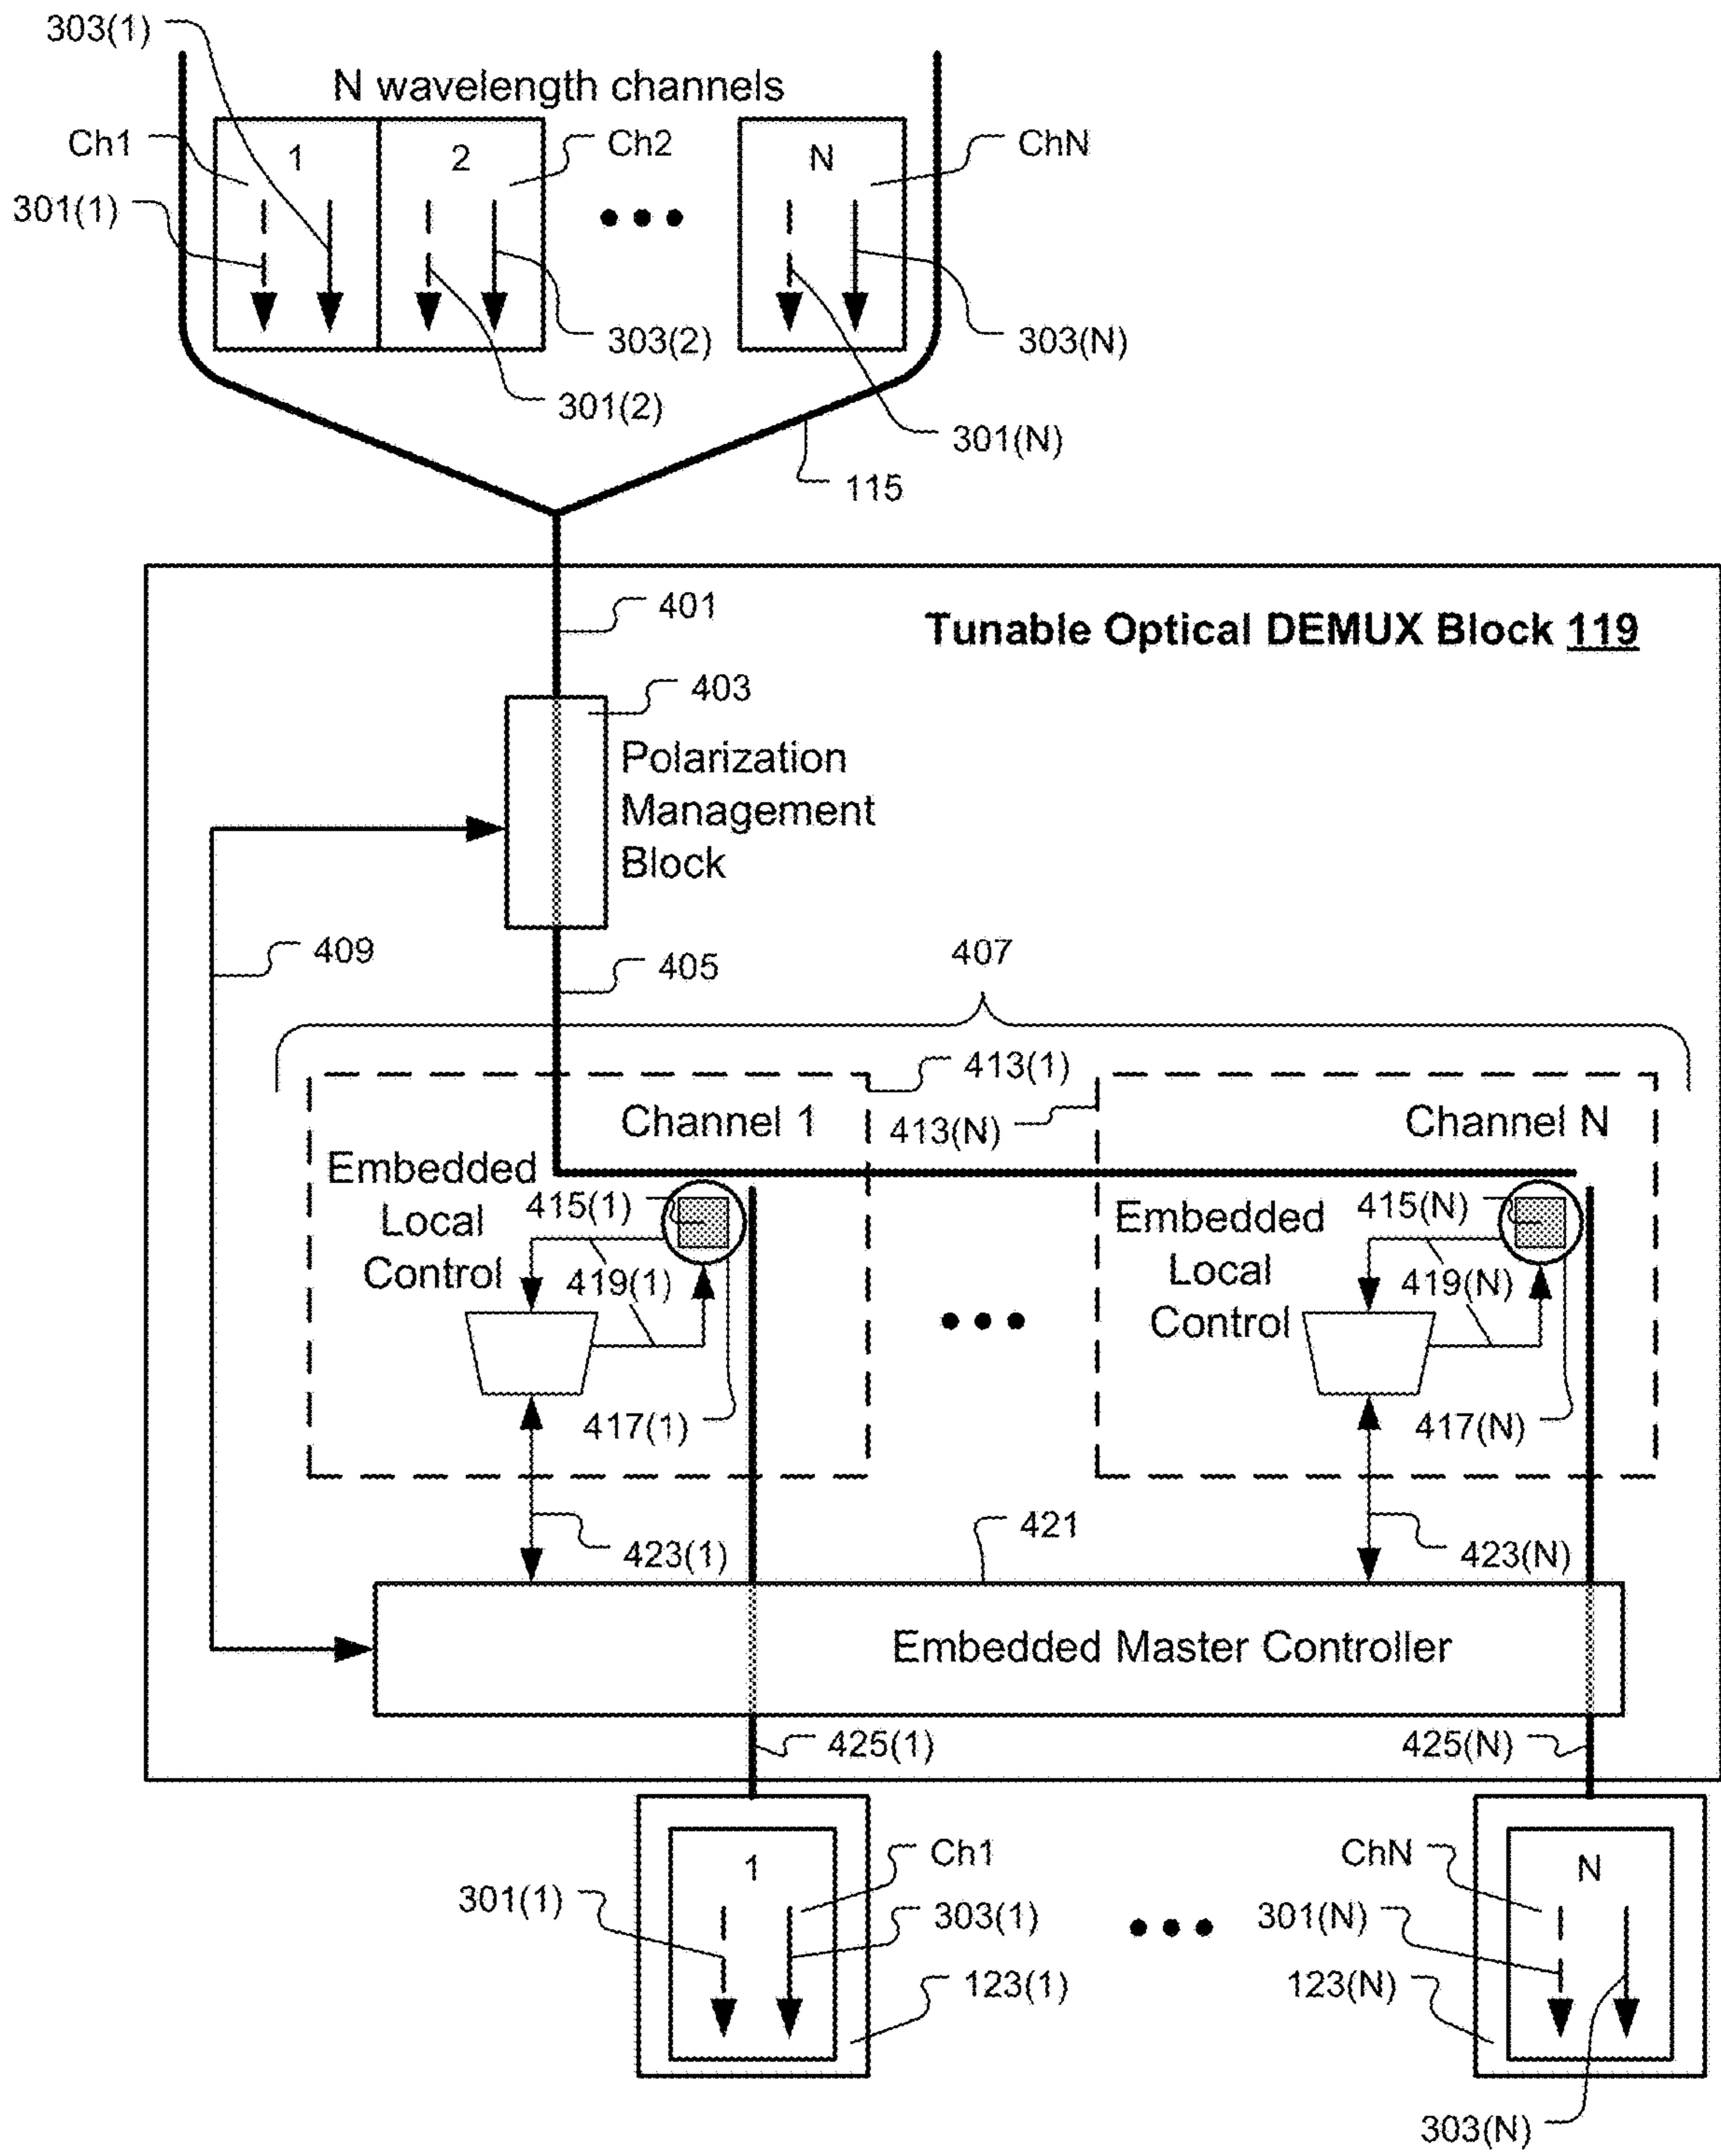 303(1)
N wavelength channels
Ch1
1
2
Ch2
N
ChN
301(1)
303(2)
303(N)
301(2)
301(N)
115
401
Tunable Optical DEMUX Block 119
403
Polarization
Management
Block
409
405
407
413(1)
Channel 1
413(N)
Channel N
Embedded
Local
Control
415(1)
419(1)
417(1)
Embedded
Local
Control
415(N)
419(N)
417(N)
423(1)
421
423(N)
Embedded Master Controller
425(1)
425(N)
1
Ch1
301(1)
303(1)
123(1)
ChN
N
301(N)
123(N)
303(N)